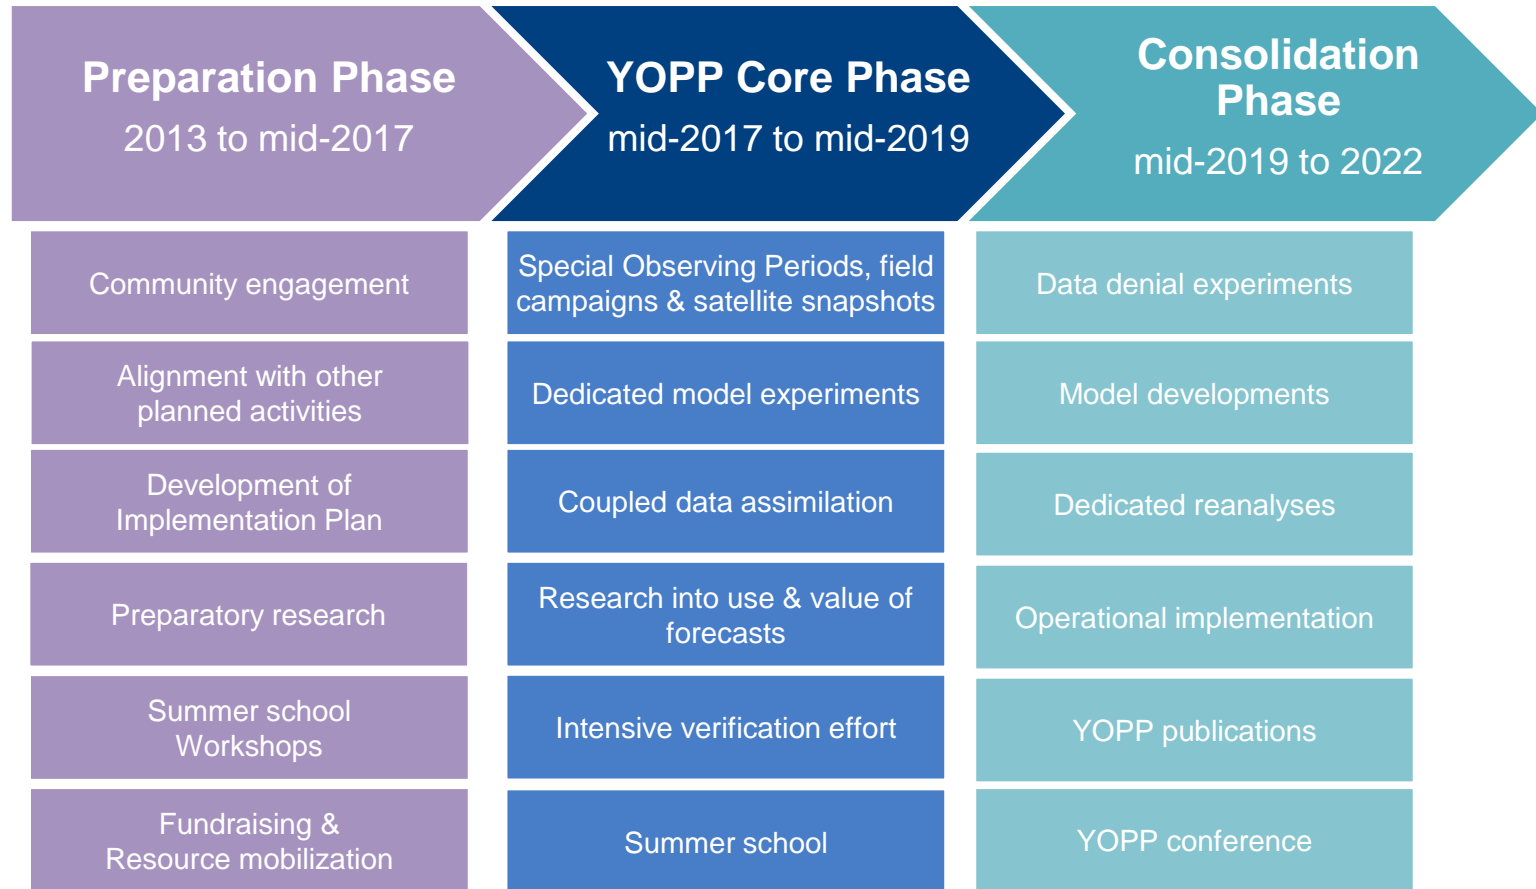 Preparation Phase
2013 to mid-2017
YOPP Core Phase
mid-2017 to mid-2019
Consolidation
Phase
mid-2019 to 2022
Community engagement
Alignment with other
planned activities
Development of
Implementation Plan
Preparatory research
Summer school
Workshops
Fundraising &
Resource mobilization
Special Observing Periods, field
campaigns & satellite snapshots
Dedicated model experiments
Coupled data assimilation
Research into use & value of
forecasts
Intensive verification effort
Summer school
Data denial experiments
Model developments
Dedicated reanalyses
Operational implementation
YOPP publications
YOPP conference